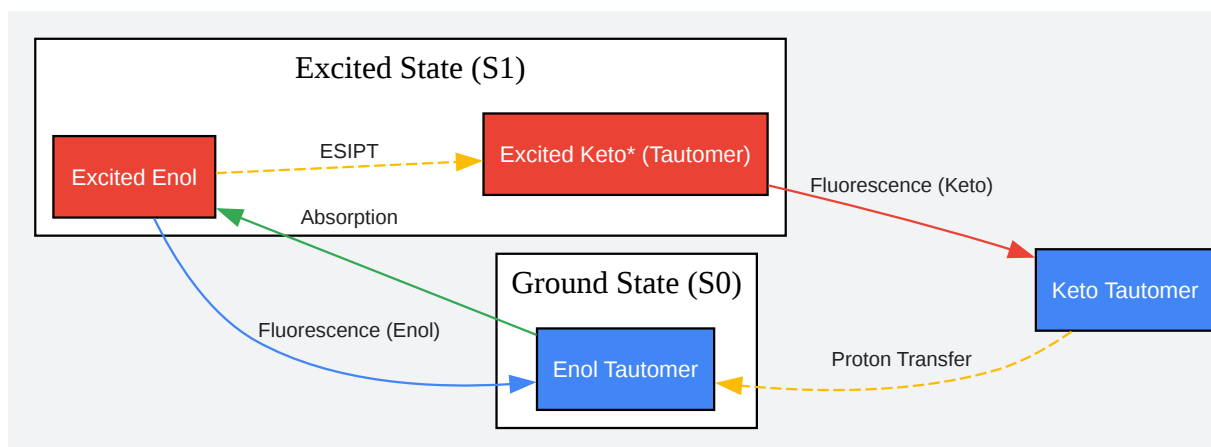 Excited State (S1)
Excited Enol
ESIPT
Excited Keto* (Tautomer)
Absorption
Fluorescence (Keto)
Ground State (S0)
Keto Tautomer
Fluorescence (Enol)
Enol Tautomer
Proton Transfer